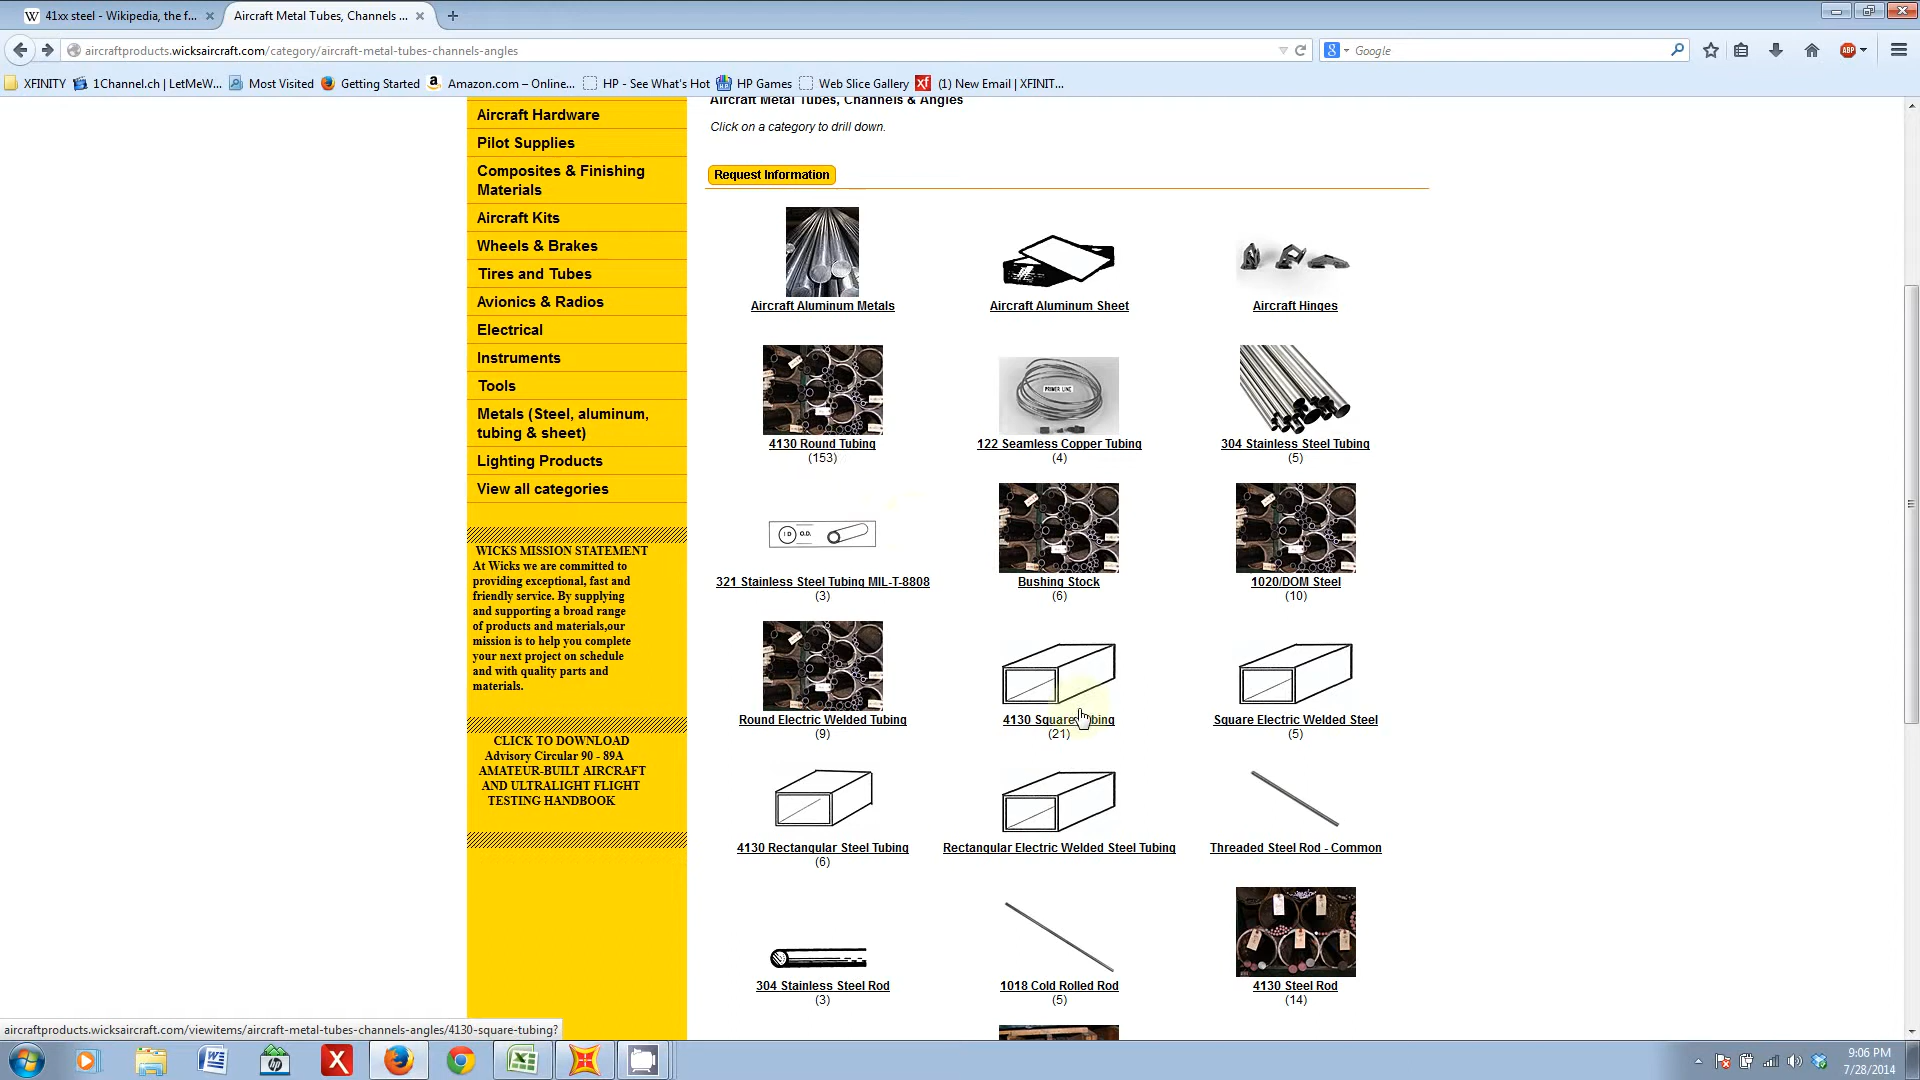 41xx steel - Wikipedia, the f...
Aircraft Metal Tubes, Channels ...
aircraftproducts.wicksaircraft.com/category/aircraft-metal-tubes-channels-angles
Google
XFINITY
1Channel.ch | LetMeW...
Most Visited
Getting Started
Amazon.com – Online...
HP - See What's Hot
HP Games
Web Slice Gallery
(1) New Email | XFINIT...
Aircraft Hardware
Pilot Supplies
Composites & Finishing
Materials
Aircraft Kits
Wheels & Brakes
Tires and Tubes
Avionics & Radios
Electrical
Instruments
Tools
Metals (Steel, aluminum,
tubing & sheet)
Lighting Products
View all categories
WICKS MISSION STATEMENT
At Wicks we are committed to
providing exceptional, fast and
friendly service. By supplying
and supporting a broad range
of products and materials,our
mission is to help you complete
your next project on schedule
and with quality parts and
materials.
CLICK TO DOWNLOAD
Advisory Circular 90 - 89A
AMATEUR-BUILT AIRCRAFT
AND ULTRALIGHT FLIGHT
TESTING HANDBOOK
Aircraft Metal Tubes, Channels & Angles
Click on a category to drill down.
Request Information
Aircraft Aluminum Metals
Aircraft Aluminum Sheet
Aircraft Hinges
PRIMER LINE
4130 Round Tubing
(153)
122 Seamless Copper Tubing
(4)
304 Stainless Steel Tubing
(5)
I D O.D.
321 Stainless Steel Tubing MIL-T-8808
(3)
Bushing Stock
(6)
1020/DOM Steel
(10)
Round Electric Welded Tubing
(9)
4130 Square Tubing
(21)
Square Electric Welded Steel
(5)
4130 Rectangular Steel Tubing
(6)
Rectangular Electric Welded Steel Tubing
Threaded Steel Rod - Common
304 Stainless Steel Rod
(3)
1018 Cold Rolled Rod
(5)
4130 Steel Rod
(14)
aircraftproducts.wicksaircraft.com/viewitems/aircraft-metal-tubes-channels-angles/4130-square-tubing?
9:06 PM
7/28/2014